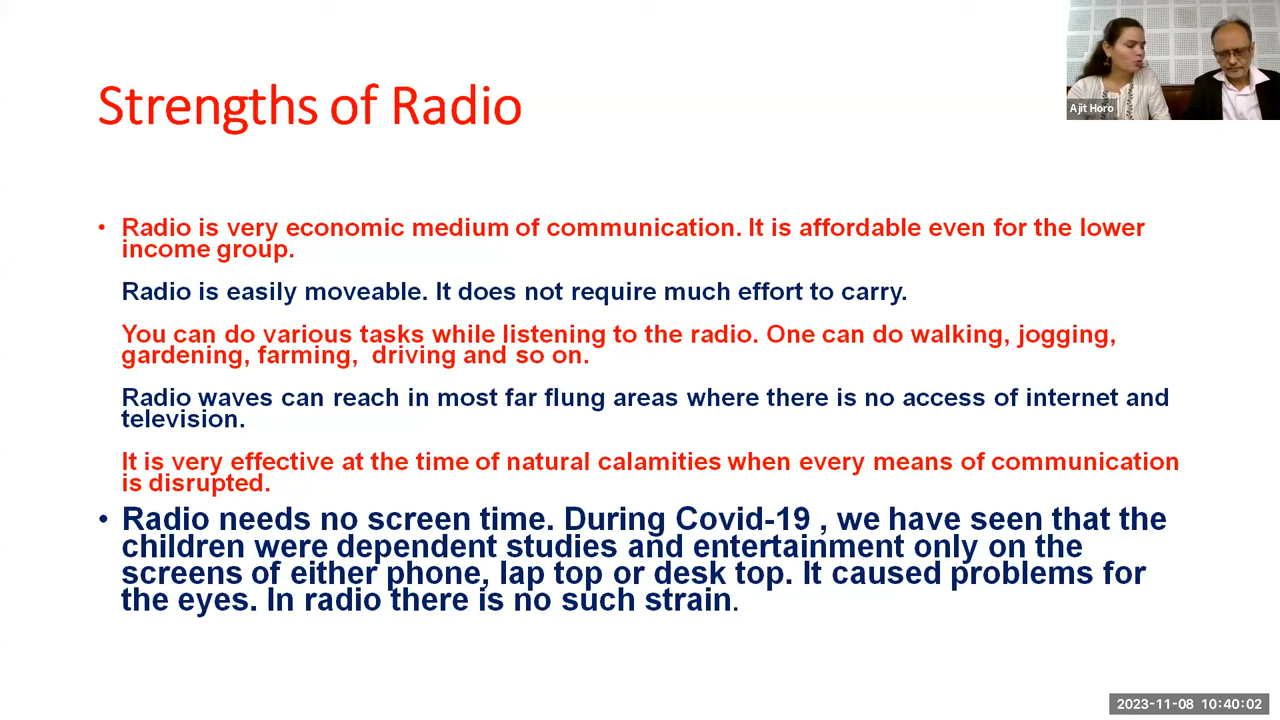 Ajit Horo
Strengths of Radio
• Radio is very economic medium of communication. It is affordable even for the lower
income group.
Radio is easily moveable. It does not require much effort to carry.
You can do various tasks while listening to the radio. One can do walking, jogging,
gardening, farming,  driving and so on.
Radio waves can reach in most far flung areas where there is no access of internet and
television.
It is very effective at the time of natural calamities when every means of communication
is disrupted.
• Radio needs no screen time. During Covid-19 , we have seen that the
children were dependent studies and entertainment only on the
screens of either phone, lap top or desk top. It caused problems for
the eyes. In radio there is no such strain.
2023-11-08 10:40:02